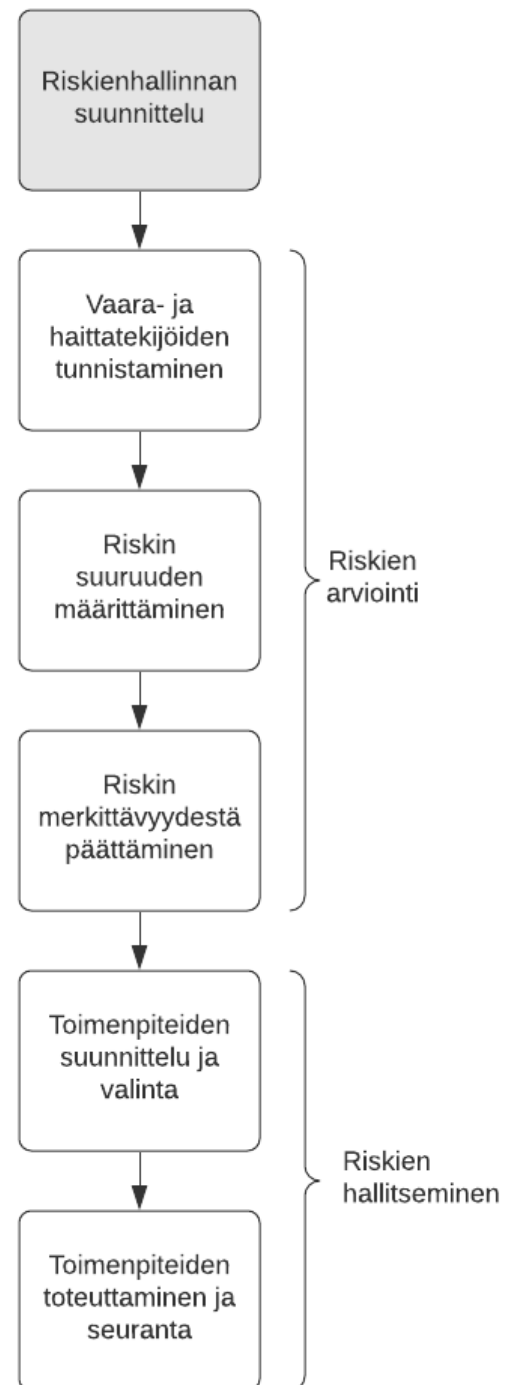 Riskienhallinnan
suunnittelu
Vaara- ja
haittatekijöiden
tunnistaminen
Riskin
suuruuden
määrittäminen
Riskien
arviointi
Riskin
merkittävyydestä
päättäminen
Toimenpiteiden
suunnittelu ja
valinta
Riskien
hallitseminen
Toimenpiteiden
toteuttaminen ja
seuranta